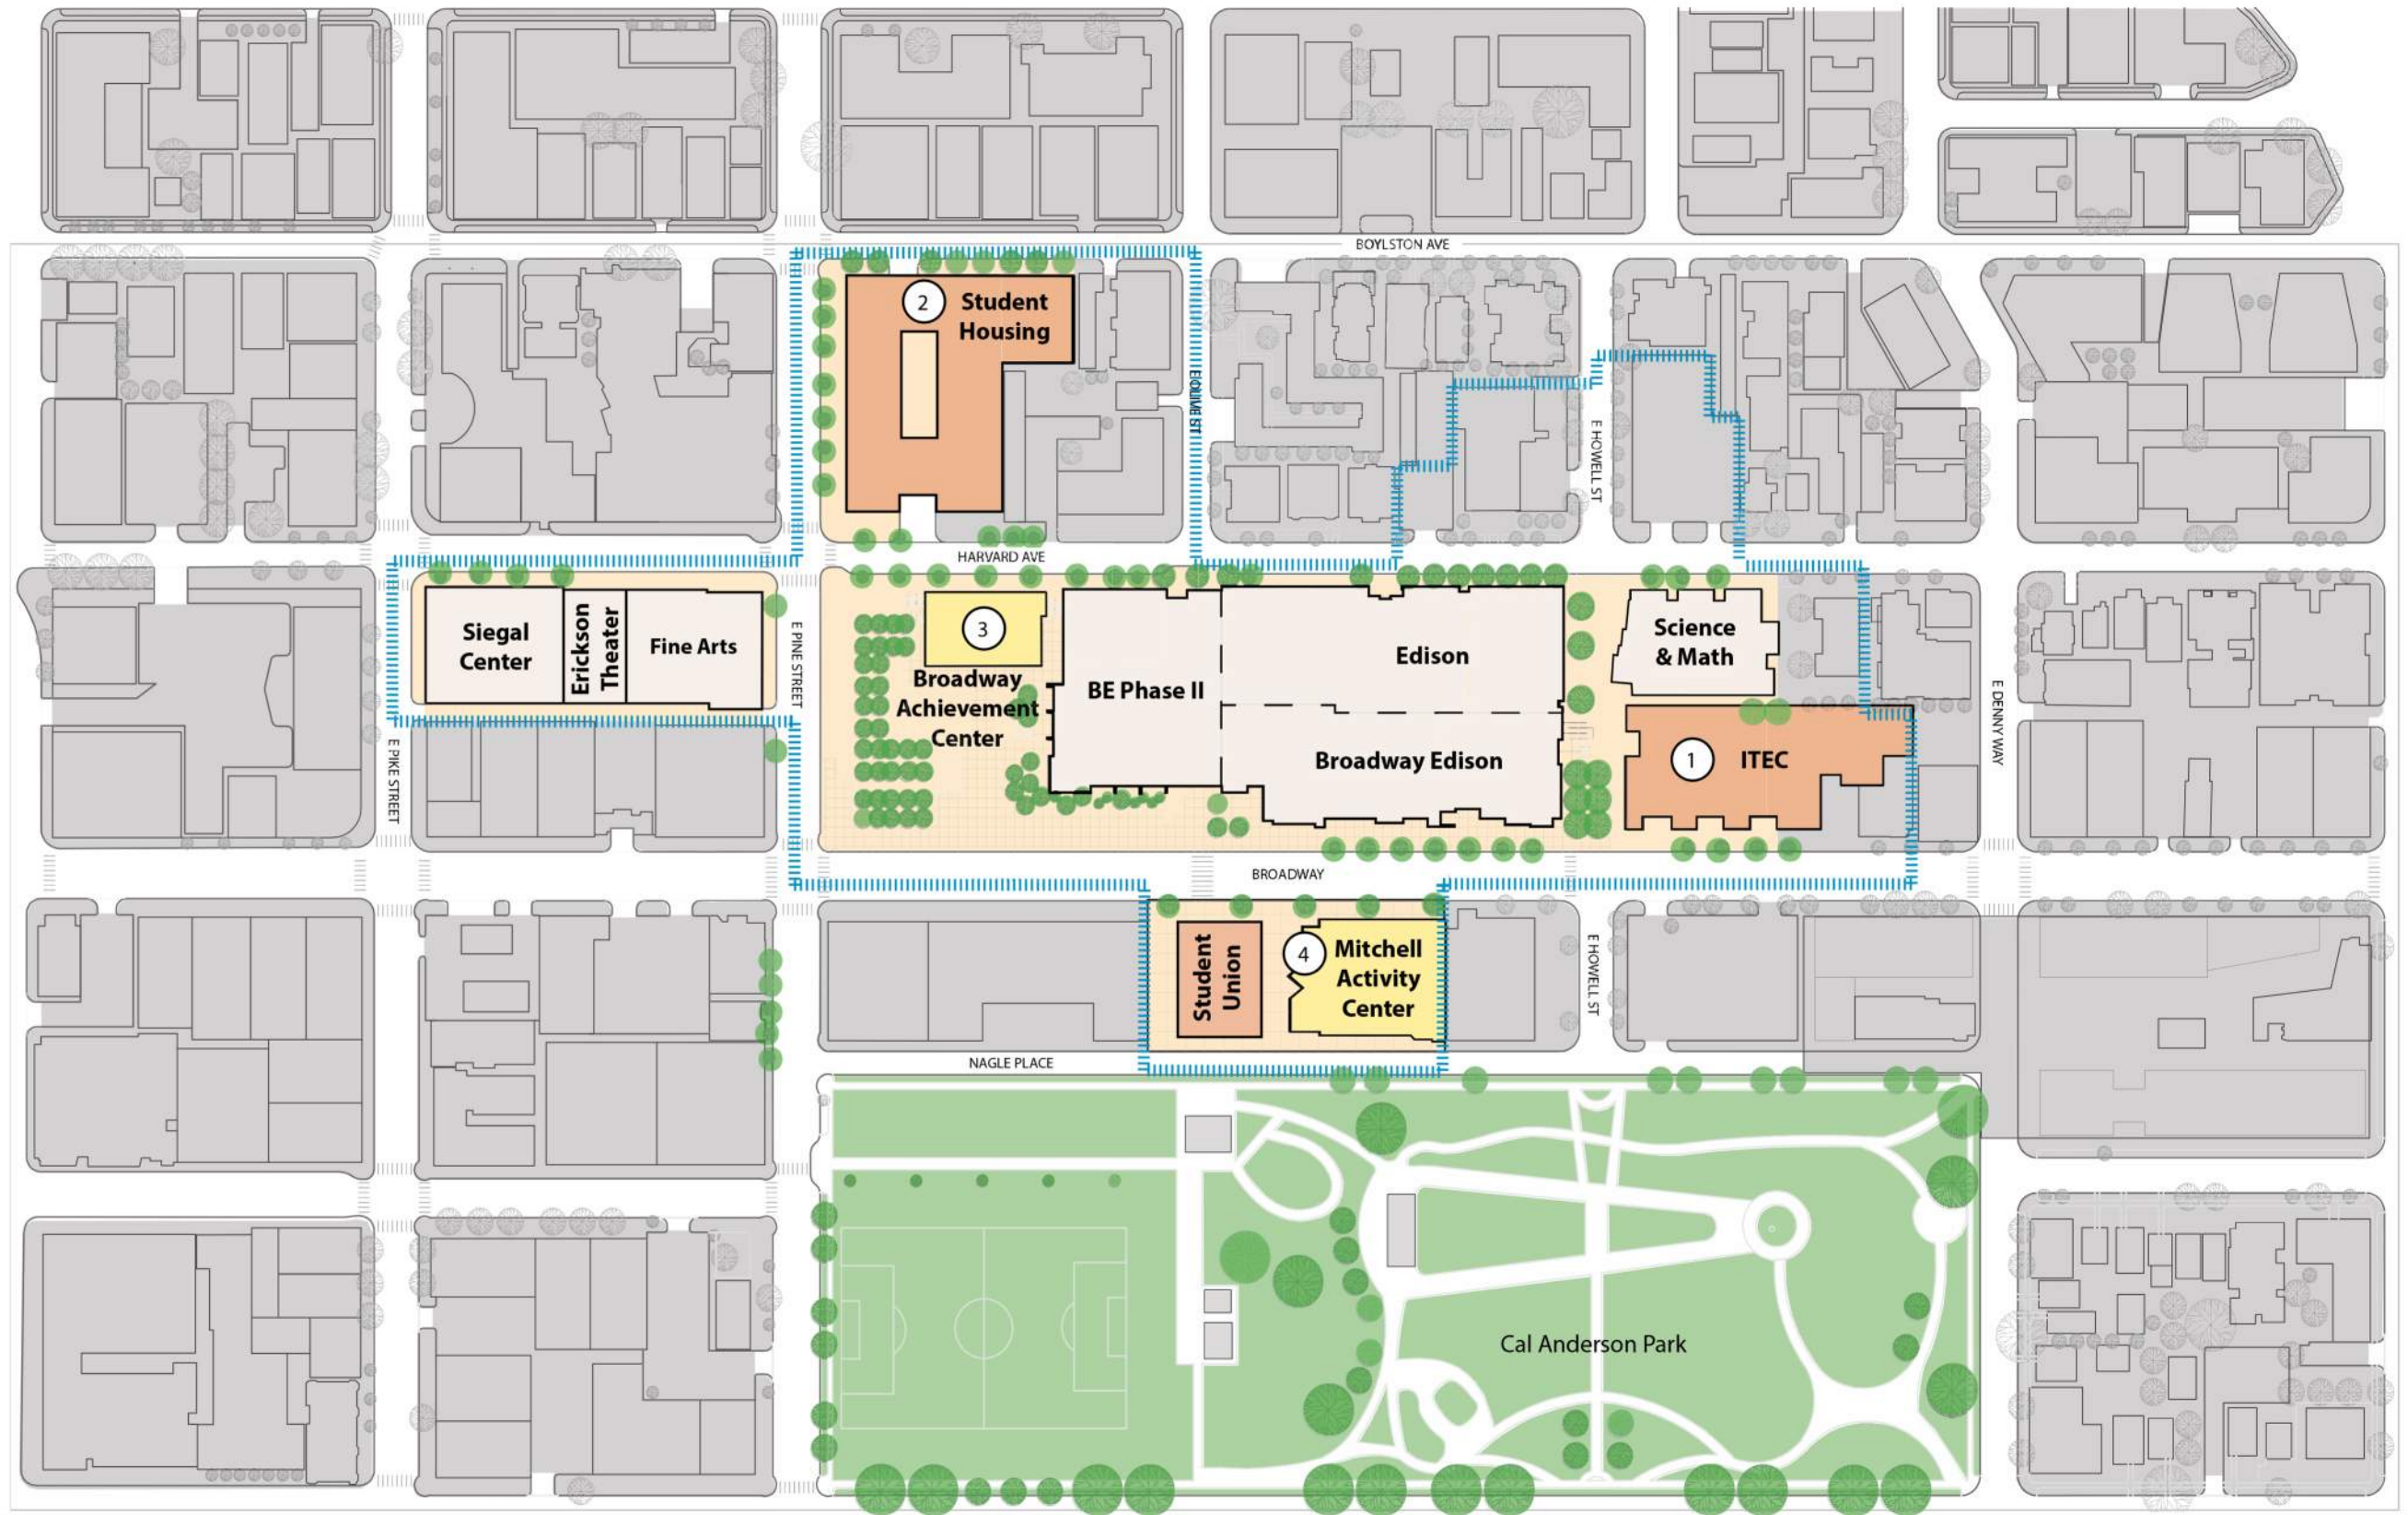 BOYLSTON AVE
2
Student
Housing
E OLIVE ST
E HOWELL ST
HARVARD AVE
Siegal
Center
Erickson
Theater
Fine Arts
E PINE STREET
3
Broadway
Achievement
Center
BE Phase II
Edison
Broadway Edison
Science
& Math
1
ITEC
E PIKE STREET
E DENNY WAY
BROADWAY
Student
Union
4
Mitchell
Activity
Center
E HOWELL ST
NAGLE PLACE
Cal Anderson Park